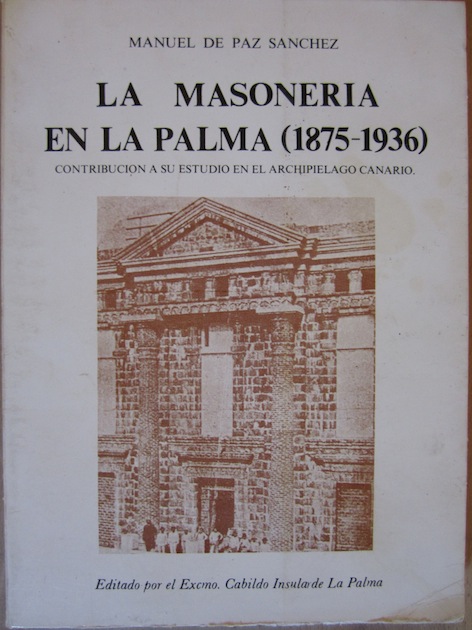 MANUEL DE PAZ SANCHEZ
LA MASONERIA
EN LA PALMA (1875-1936)
CONTRIBUCION A SU ESTUDIO EN EL ARCHIPIELAGO CANARIO.
Editado por el Excmo. Cabildo Insular de La Palma